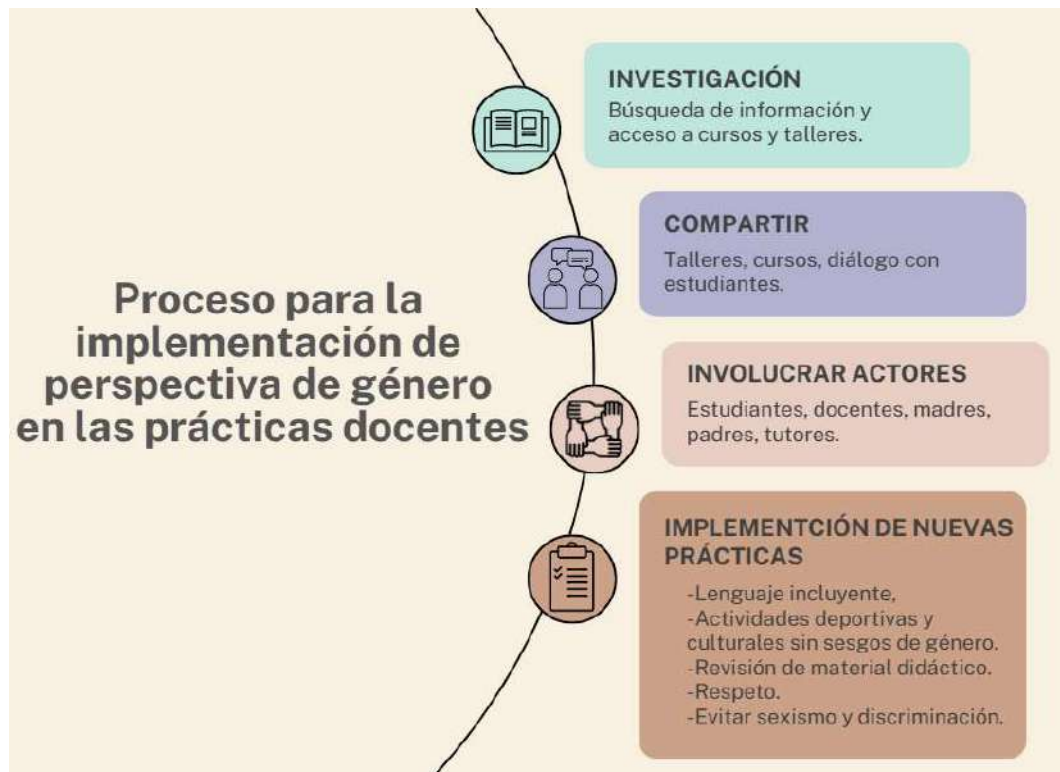 Proceso para la
implementación de
perspectiva de género
en las prácticas docentes
INVESTIGACIÓN
Búsqueda de información y
acceso a cursos y talleres.
COMPARTIR
Talleres, cursos, diálogo con
estudiantes.
INVOLUCRAR ACTORES
Estudiantes, docentes, madres,
padres, tutores.
IMPLEMENTCIÓN DE NUEVAS
PRÁCTICAS
-Lenguaje incluyente,
-Actividades deportivas y
culturales sin sesgos de género.
-Revisión de material didáctico.
-Respeto.
-Evitar sexismo y discriminación.